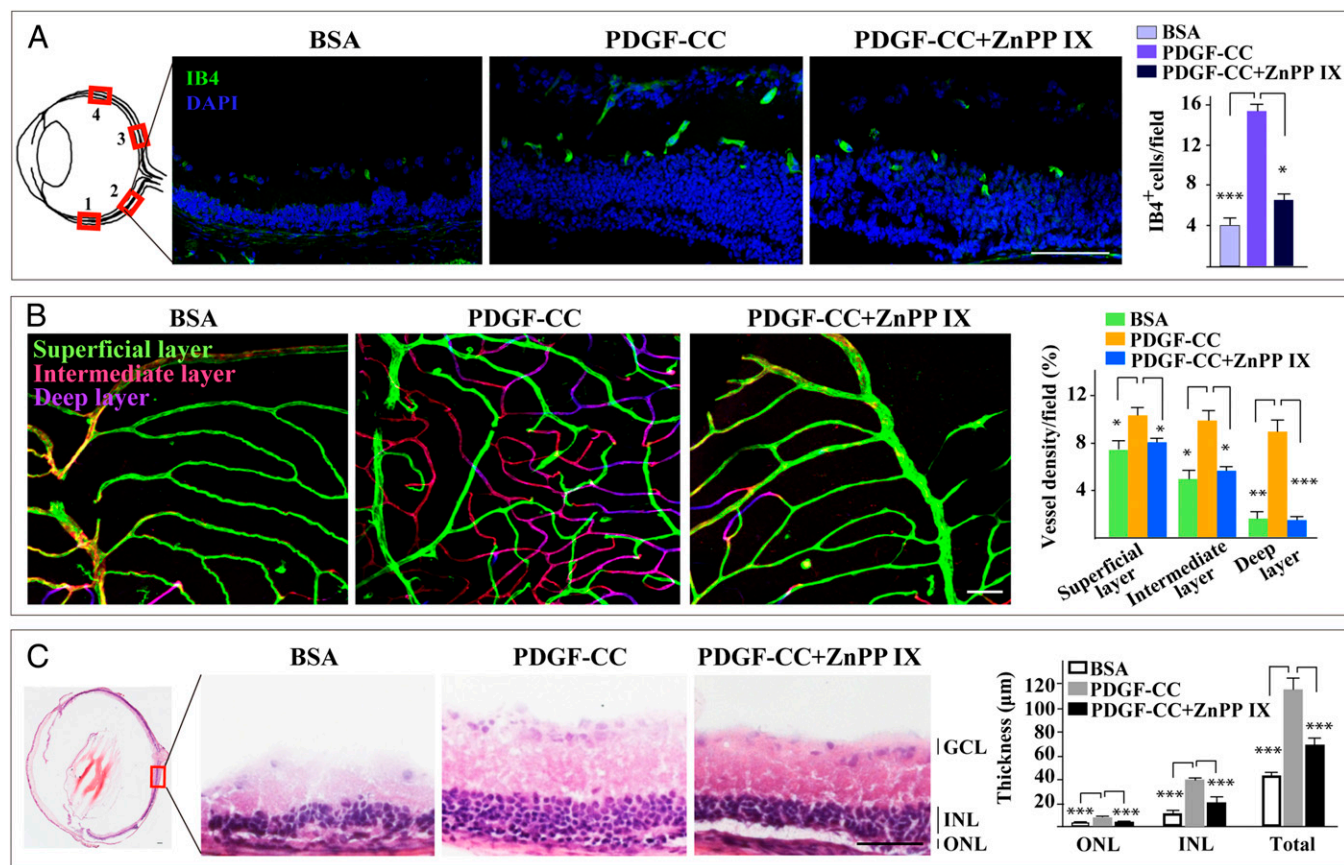 A
BSA
PDGF-CC
PDGF-CC+ZnPP IX
IB4
DAPI
4
3
2
1
BSA
PDGF-CC
PDGF-CC+ZnPP IX
IB4+cells/field
16
12
8
4
***
*
B
BSA
PDGF-CC
PDGF-CC+ZnPP IX
Superficial layer
Intermediate layer
Deep layer
BSA
PDGF-CC
PDGF-CC+ZnPP IX
Vessel density/field (%)
12
8
4
*
*
*
*
**
***
Superficial layer
Intermediate layer
Deep layer
C
BSA
PDGF-CC
PDGF-CC+ZnPP IX
GCL
INL
ONL
BSA
PDGF-CC
PDGF-CC+ZnPP IX
Thickness (µm)
120
100
80
60
40
20
***
***
***
***
***
***
ONL
INL
Total